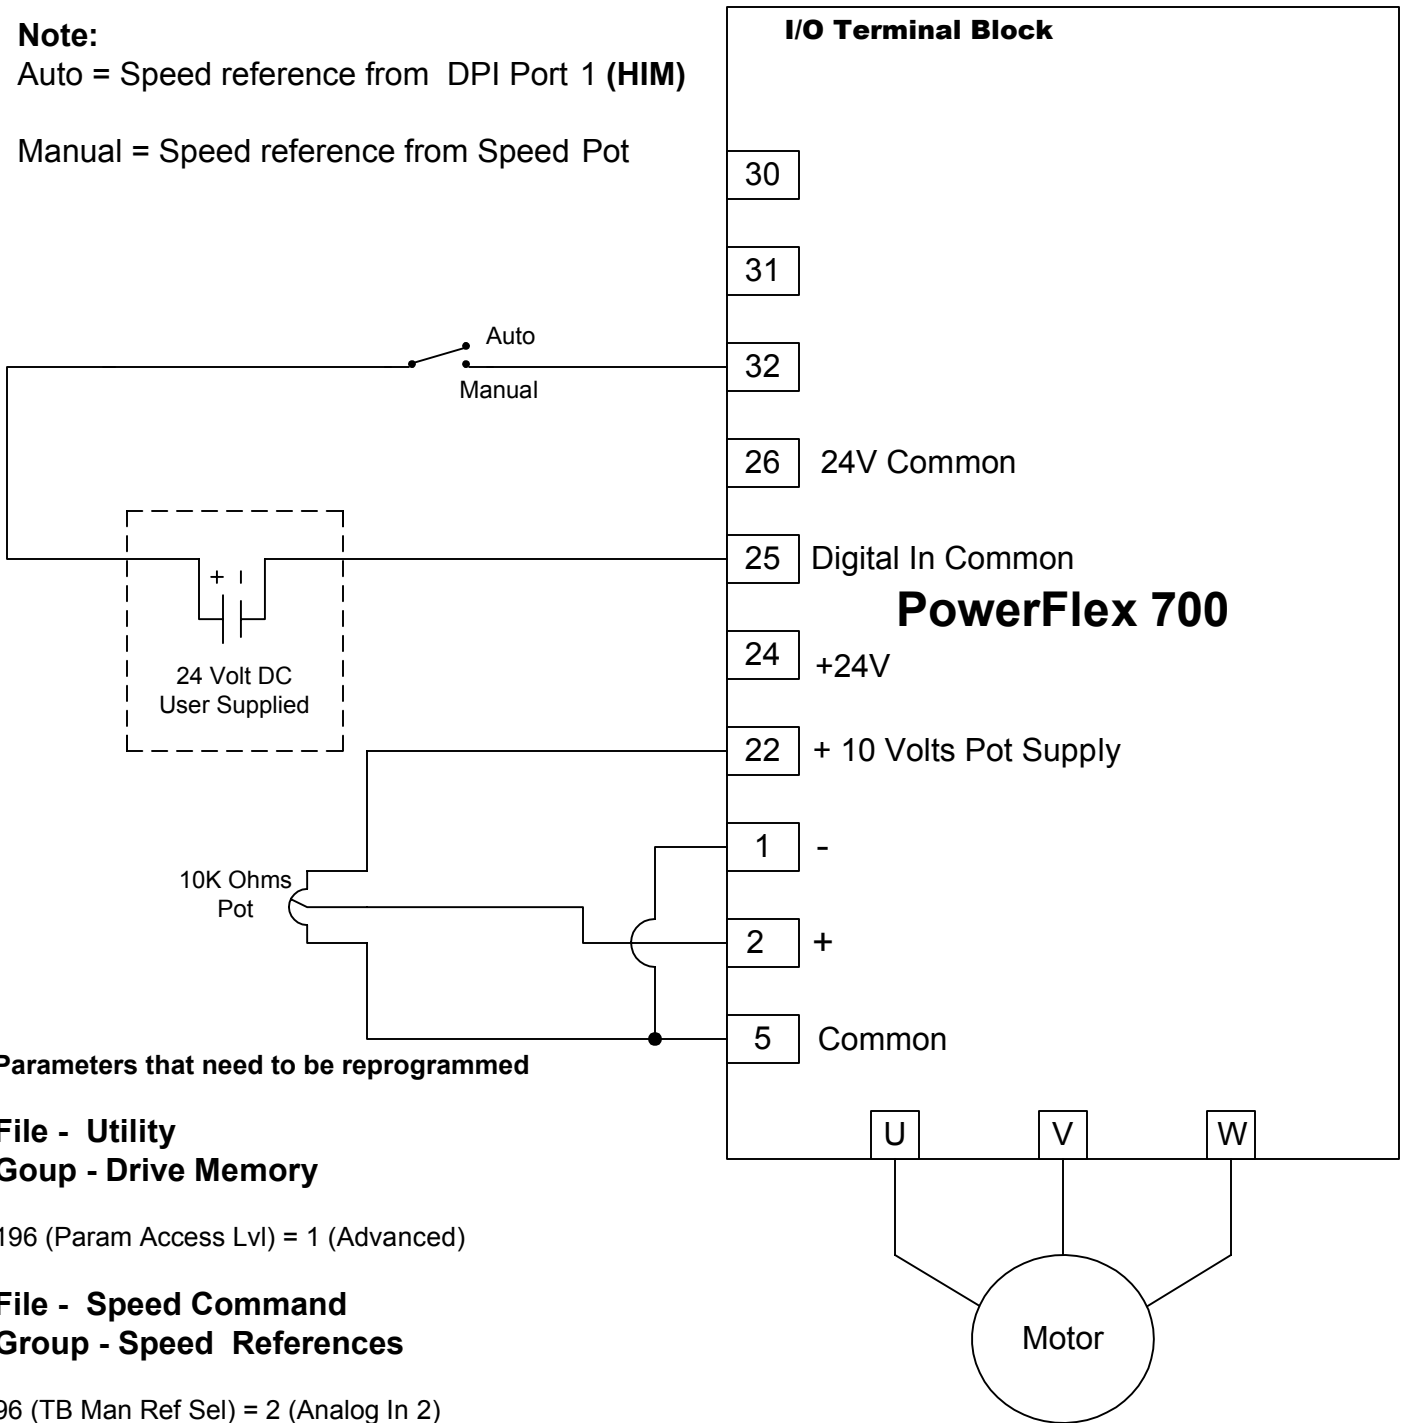 Note:
Auto = Speed reference from DPI Port 1 (HIM)
Manual = Speed reference from Speed Pot
I/O Terminal Block
30
31
Auto
32
Manual
26 24V Common
25 Digital In Common
PowerFlex 700
+ -
24 +24V
24 Volt DC
User Supplied
22 + 10 Volts Pot Supply
1 -
10K Ohms
Pot
2 +
5 Common
Parameters that need to be reprogrammed
File - Utility
Goup - Drive Memory
U V W
196 (Param Access Lvl) = 1 (Advanced)
File - Speed Command
Group - Speed References
Motor
96 (TB Man Ref Sel) = 2 (Analog In 2)